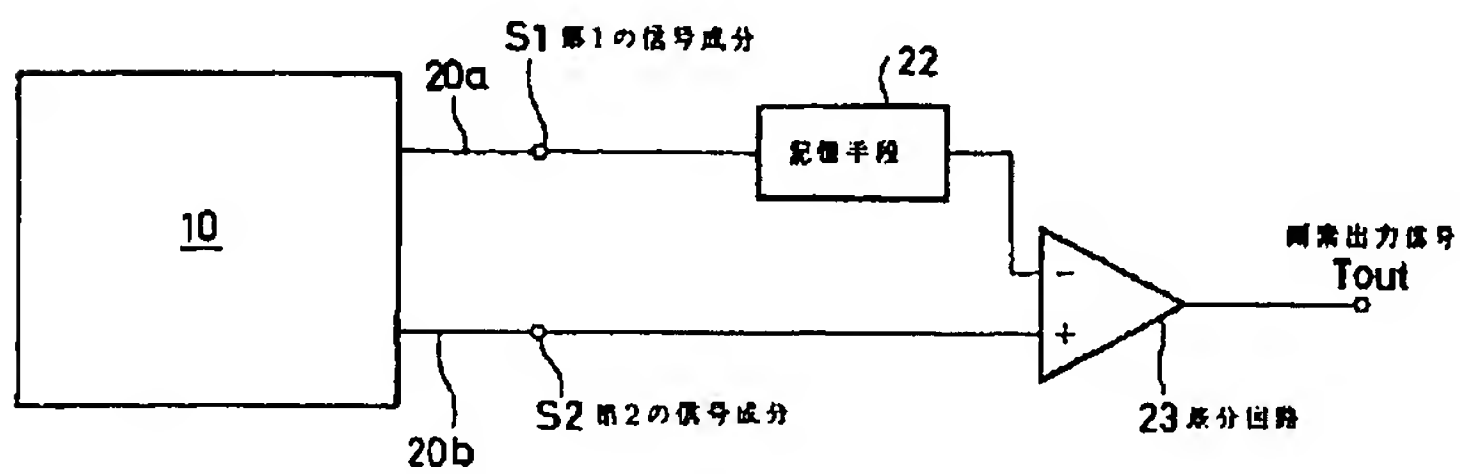 S1 第1の信号成分
20a
22
記憶手段
10
画素出力信号
Tout
-
+
S2 第2の信号成分
20b
23 差分回路